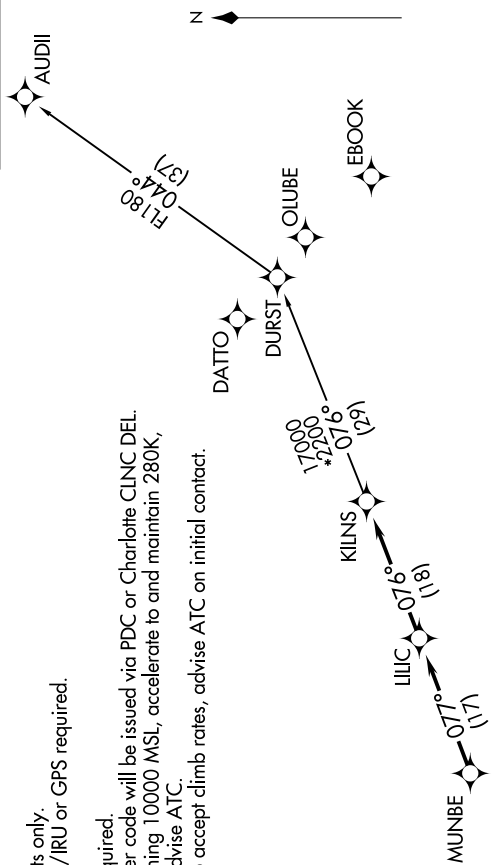 ts only.
/IRU or GPS required.
uired.
er code will be issued via PDC or Charlotte CLNC DEL.
hing 10000 MSL, accelerate to and maintain 280K,
dvise ATC.
accept climb rates, advise ATC on initial contact.
N
AUDII
FL180
044°
(37)
EBOOK
OLUBE
DURST
DATTO
17000
*2200
076°
(29)
KILNS
076°
(18)
LILIC
077°
(17)
MUNBE